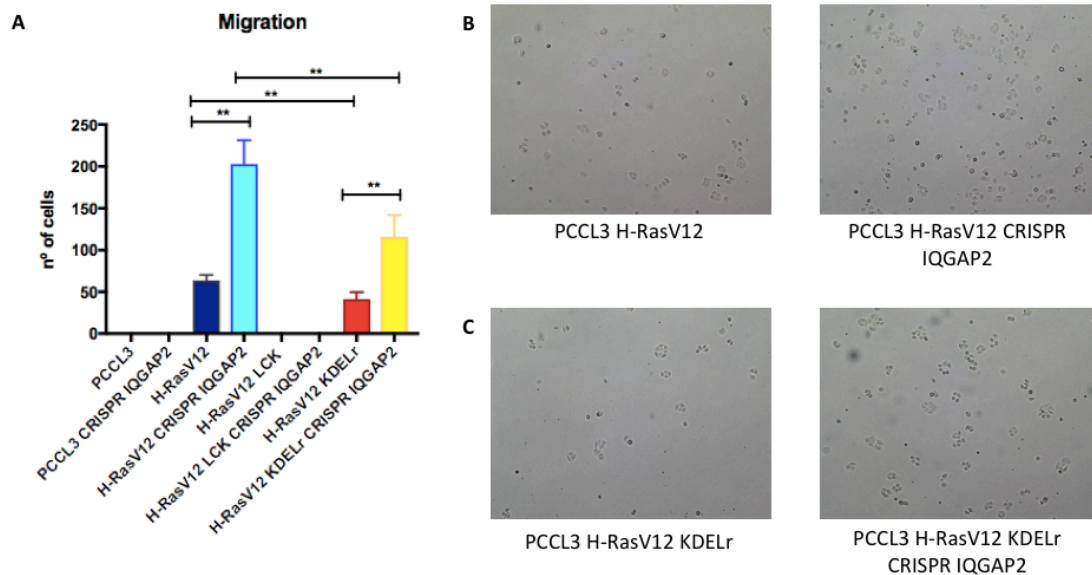 A
Migration
**
**
**
**
nº of cells
250
200
150
100
50
0
PCCL3
PCCL3 CRISPR IQGAP2
H-RasV12
H-RasV12 CRISPR IQGAP2
H-RasV12 LCK
H-RasV12 LCK CRISPR IQGAP2
H-RasV12 KDELr
H-RasV12 KDELr CRISPR IQGAP2
B
PCCL3 H-RasV12
PCCL3 H-RasV12 CRISPR
IQGAP2
C
PCCL3 H-RasV12 KDELr
PCCL3 H-RasV12 KDELr
CRISPR IQGAP2